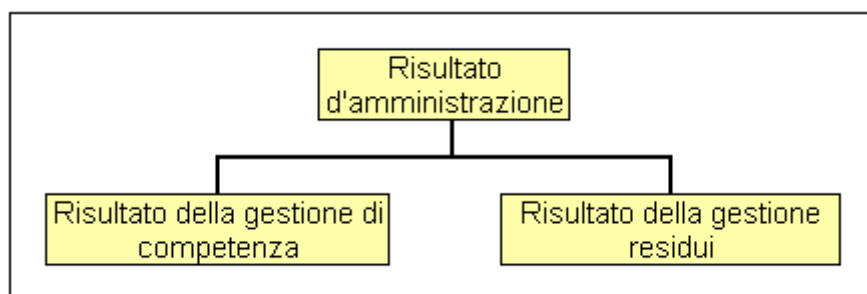 Risultato
d'amministrazione
Risultato della gestione di
competenza
Risultato della gestione
residui